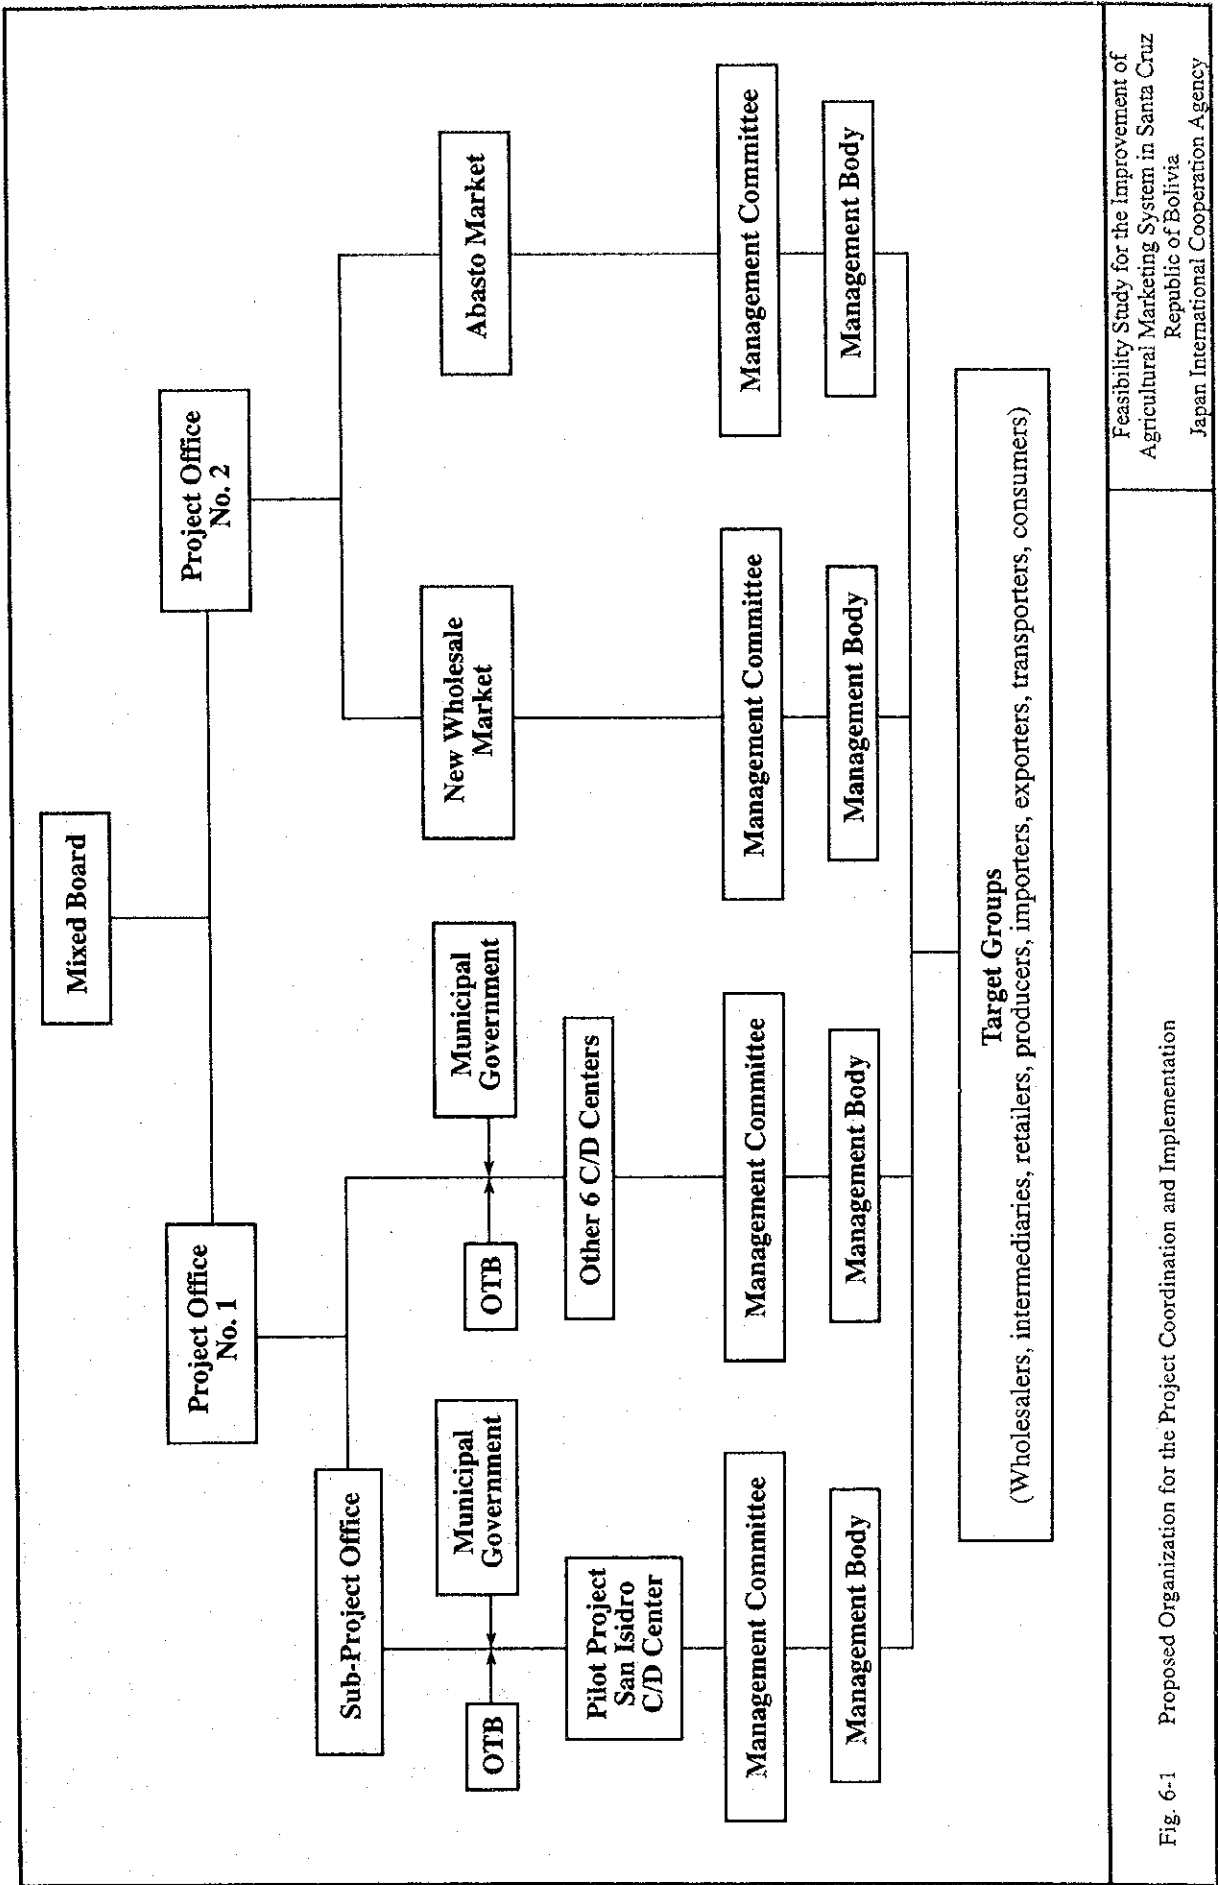 Mixed Board
Project Office
No. 1
Project Office
No. 2
Sub-Project Office
OTB
Municipal
Government
OTB
Municipal
Government
New Wholesale
Market
Abasto Market
Pilot Project
San Isidro
C/D Center
Other 6 C/D Centers
Management Committee
Management Committee
Management Committee
Management Committee
Management Body
Management Body
Management Body
Management Body
Target Groups
(Wholesalers, intermediaries, retailers, producers, importers, exporters, transporters, consumers)
Fig. 6-1 Proposed Organization for the Project Coordination and Implementation
Feasibility Study for the Improvement of
Agricultural Marketing System in Santa Cruz
Republic of Bolivia
Japan International Cooperation Agency